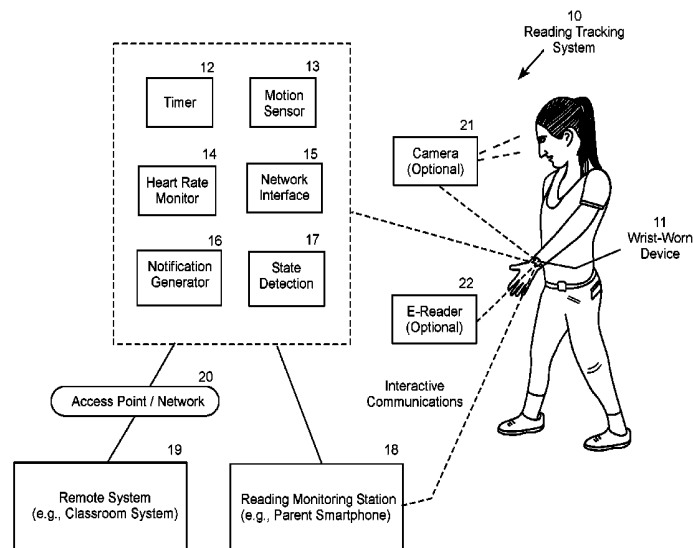 10
Reading Tracking
System
12
Timer
13
Motion
Sensor
14
Heart Rate
Monitor
15
Network
Interface
16
Notification
Generator
17
State
Detection
21
Camera
(Optional)
11
Wrist-Worn
Device
22
E-Reader
(Optional)
Interactive
Communications
20
Access Point / Network
19
Remote System
(e.g., Classroom System)
18
Reading Monitoring Station
(e.g., Parent Smartphone)